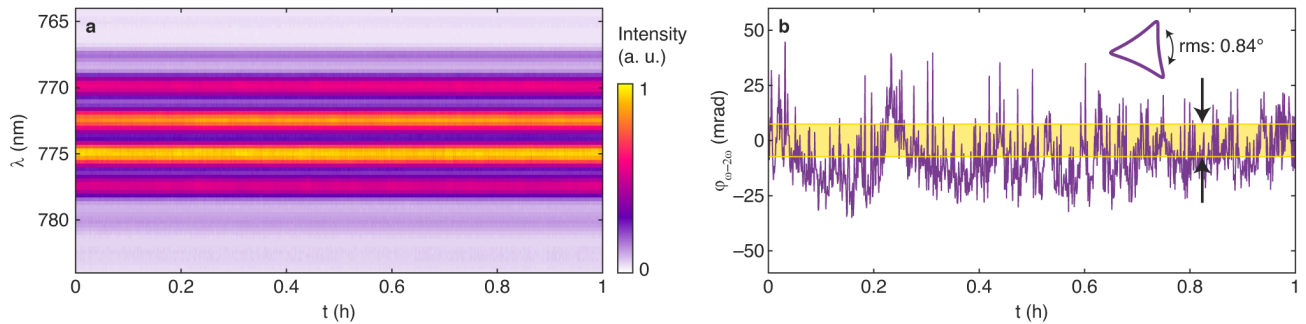 a
765
770
775
780
λ (nm)
0
0.2
0.4
0.6
0.8
1
t (h)
Intensity
(a. u.)
1
0
b
rms: 0.84°
50
25
0
−25
−50
φω−2ω (mrad)
0
0.2
0.4
0.6
0.8
1
t (h)